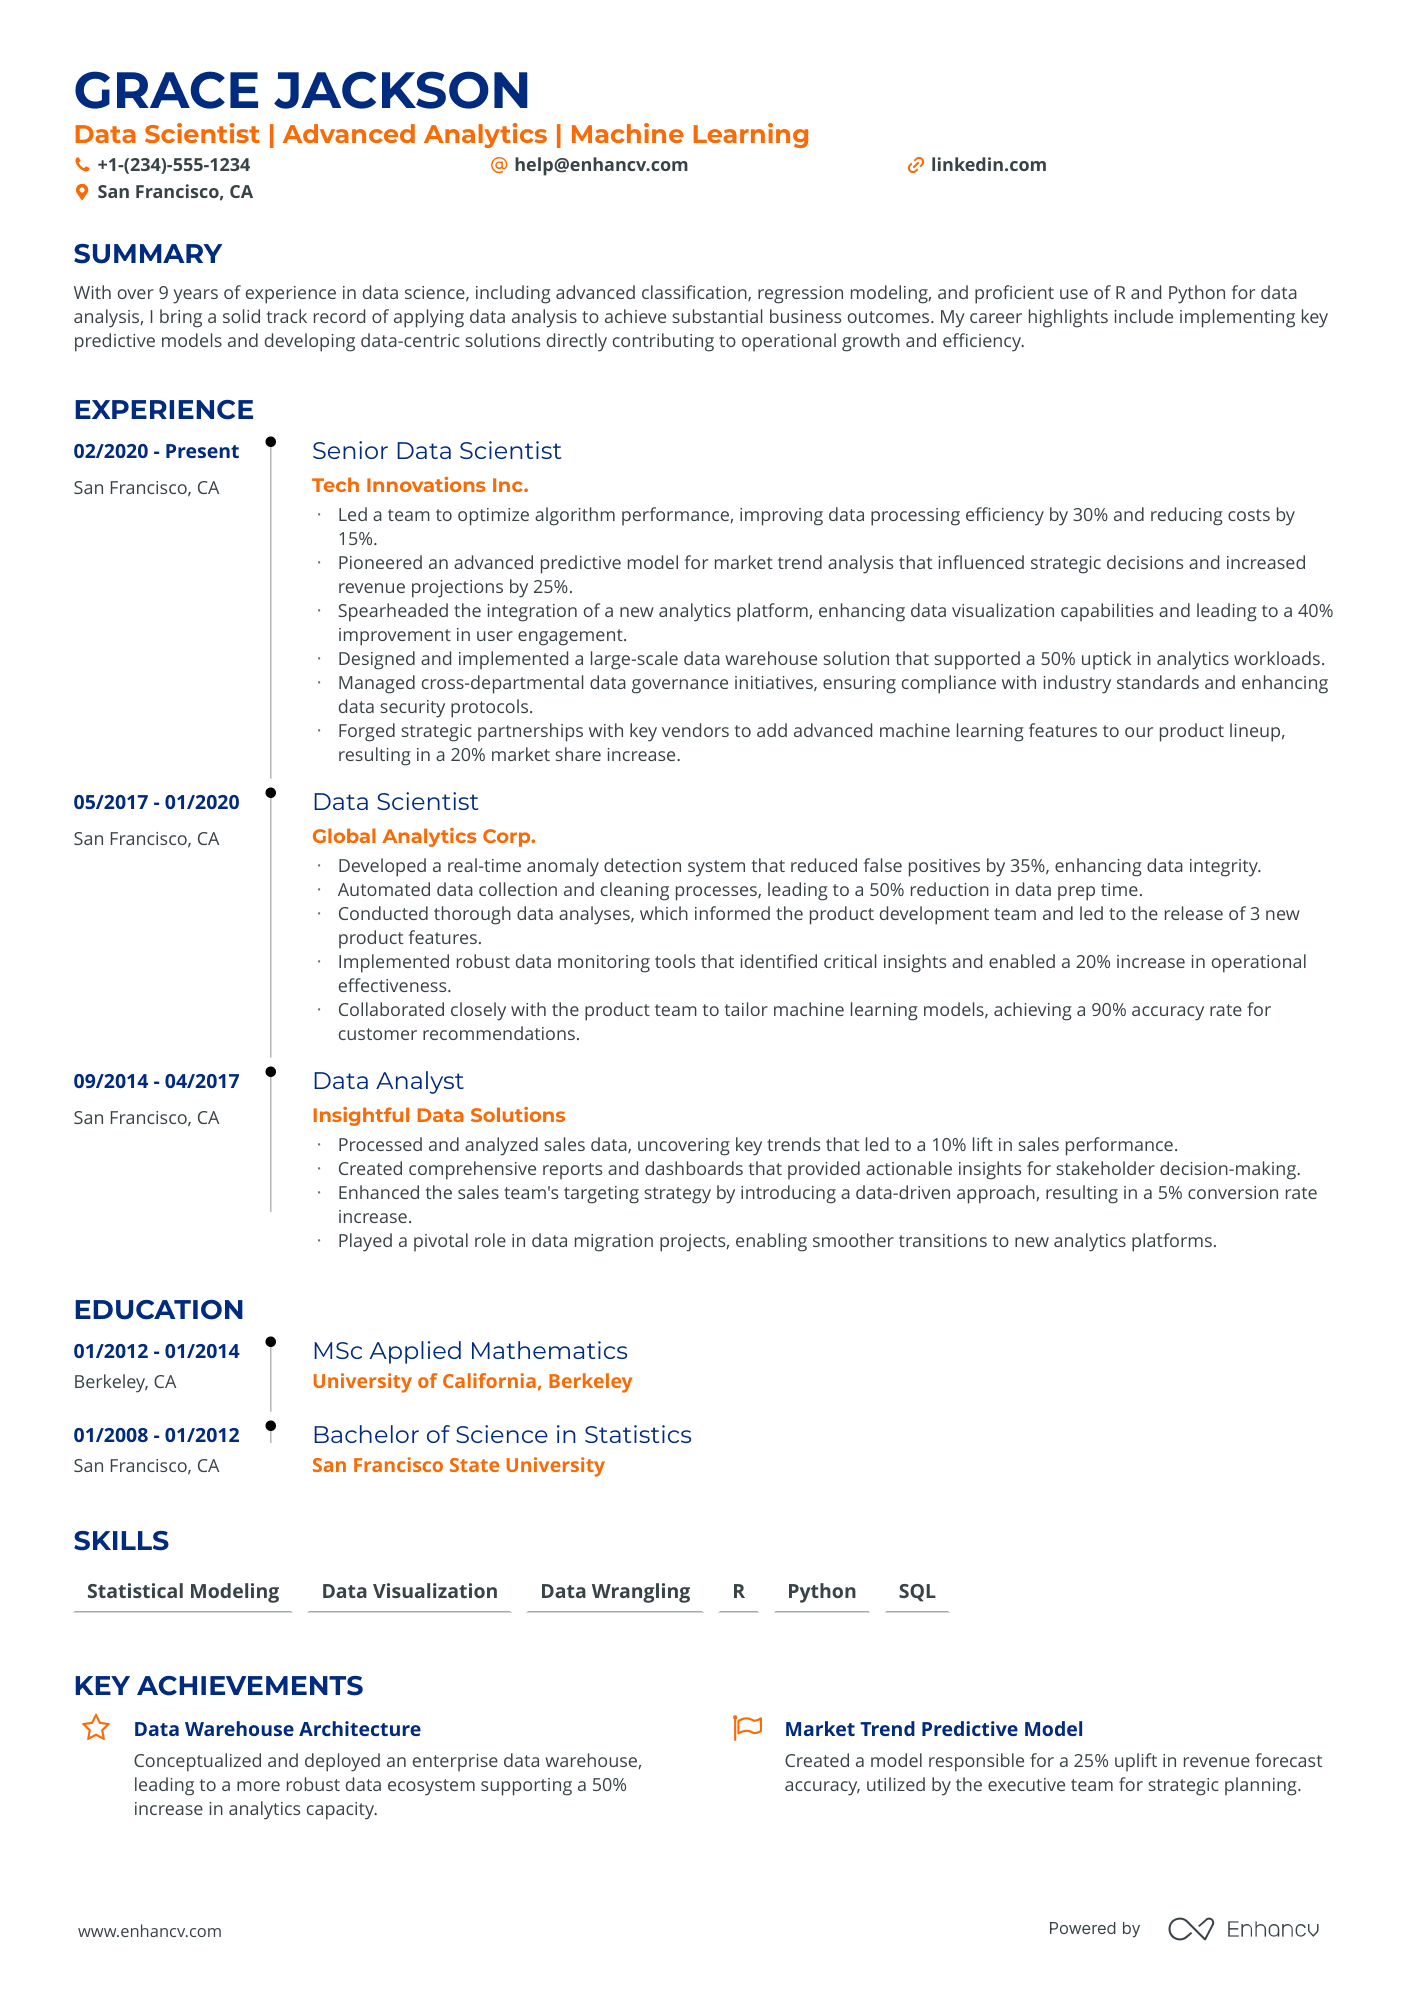 GRACE JACKSON
Data Scientist | Advanced Analytics | Machine Learning
+1-(234)-555-1234 help@enhancv.com linkedin.com
San Francisco, CA
SUMMARY
With over 9 years of experience in data science, including advanced classification, regression modeling, and proficient use of R and Python for data
analysis, I bring a solid track record of applying data analysis to achieve substantial business outcomes. My career highlights include implementing key
predictive models and developing data-centric solutions directly contributing to operational growth and efficiency.
EXPERIENCE
02/2020 - Present
San Francisco, CA
Senior Data Scientist
Tech Innovations Inc.
· Led a team to optimize algorithm performance, improving data processing efficiency by 30% and reducing costs by
15%.
· Pioneered an advanced predictive model for market trend analysis that influenced strategic decisions and increased
revenue projections by 25%.
· Spearheaded the integration of a new analytics platform, enhancing data visualization capabilities and leading to a 40%
improvement in user engagement.
· Designed and implemented a large-scale data warehouse solution that supported a 50% uptick in analytics workloads.
· Managed cross-departmental data governance initiatives, ensuring compliance with industry standards and enhancing
data security protocols.
· Forged strategic partnerships with key vendors to add advanced machine learning features to our product lineup,
resulting in a 20% market share increase.
05/2017 - 01/2020
San Francisco, CA
Data Scientist
Global Analytics Corp.
· Developed a real-time anomaly detection system that reduced false positives by 35%, enhancing data integrity.
· Automated data collection and cleaning processes, leading to a 50% reduction in data prep time.
· Conducted thorough data analyses, which informed the product development team and led to the release of 3 new
product features.
· Implemented robust data monitoring tools that identified critical insights and enabled a 20% increase in operational
effectiveness.
· Collaborated closely with the product team to tailor machine learning models, achieving a 90% accuracy rate for
customer recommendations.
09/2014 - 04/2017
San Francisco, CA
Data Analyst
Insightful Data Solutions
· Processed and analyzed sales data, uncovering key trends that led to a 10% lift in sales performance.
· Created comprehensive reports and dashboards that provided actionable insights for stakeholder decision-making.
· Enhanced the sales team's targeting strategy by introducing a data-driven approach, resulting in a 5% conversion rate
increase.
· Played a pivotal role in data migration projects, enabling smoother transitions to new analytics platforms.
EDUCATION
01/2012 - 01/2014
Berkeley, CA
MSc Applied Mathematics
University of California, Berkeley
01/2008 - 01/2012
San Francisco, CA
Bachelor of Science in Statistics
San Francisco State University
SKILLS
Statistical Modeling Data Visualization Data Wrangling R Python SQL
KEY ACHIEVEMENTS
Data Warehouse Architecture
Conceptualized and deployed an enterprise data warehouse,
leading to a more robust data ecosystem supporting a 50%
increase in analytics capacity.
Market Trend Predictive Model
Created a model responsible for a 25% uplift in revenue forecast
accuracy, utilized by the executive team for strategic planning.
www.enhancv.com
Powered by Enhancv